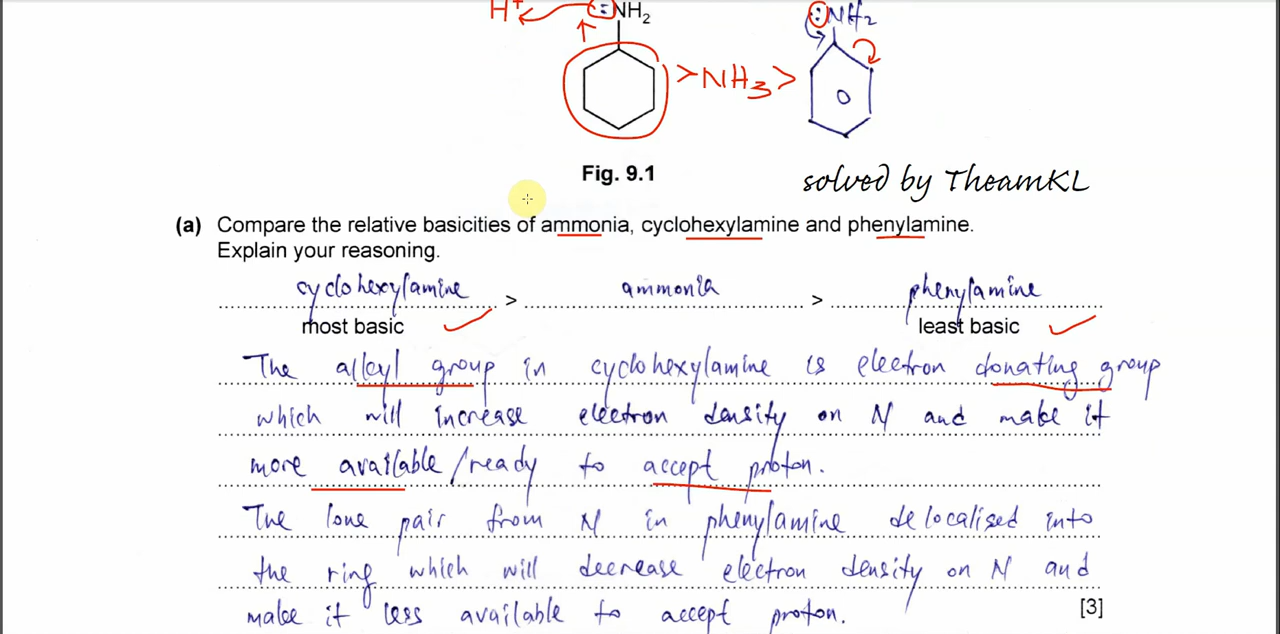 H⁺ :NH₂ :NH₂
>NH₃>
Fig. 9.1
solved by TheamKL
(a) Compare the relative basicities of ammonia, cyclohexylamine and phenylamine.
Explain your reasoning.
cyclohexylamine > ammonia > phenylamine
most basic least basic
The alkyl group in cyclohexylamine is electron donating group
which will increase electron density on N and make it
more available/ready to accept proton.
The lone pair from N in phenylamine delocalised into
the ring which will decrease electron density on N and
make it less available to accept proton.
[3]